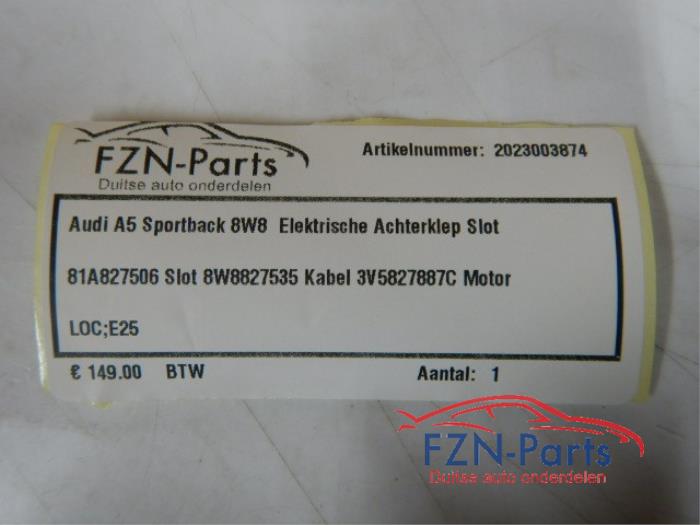 FZN-Parts
Duitse auto onderdelen
Artikelnummer: 2023003874
Audi A5 Sportback 8W8 Elektrische Achterklep Slot
81A827506 Slot 8W8827535 Kabel 3V5827887C Motor
LOC;E25
€ 149.00 BTW
Aantal: 1
FZN-Parts
Duitse auto onderdelen